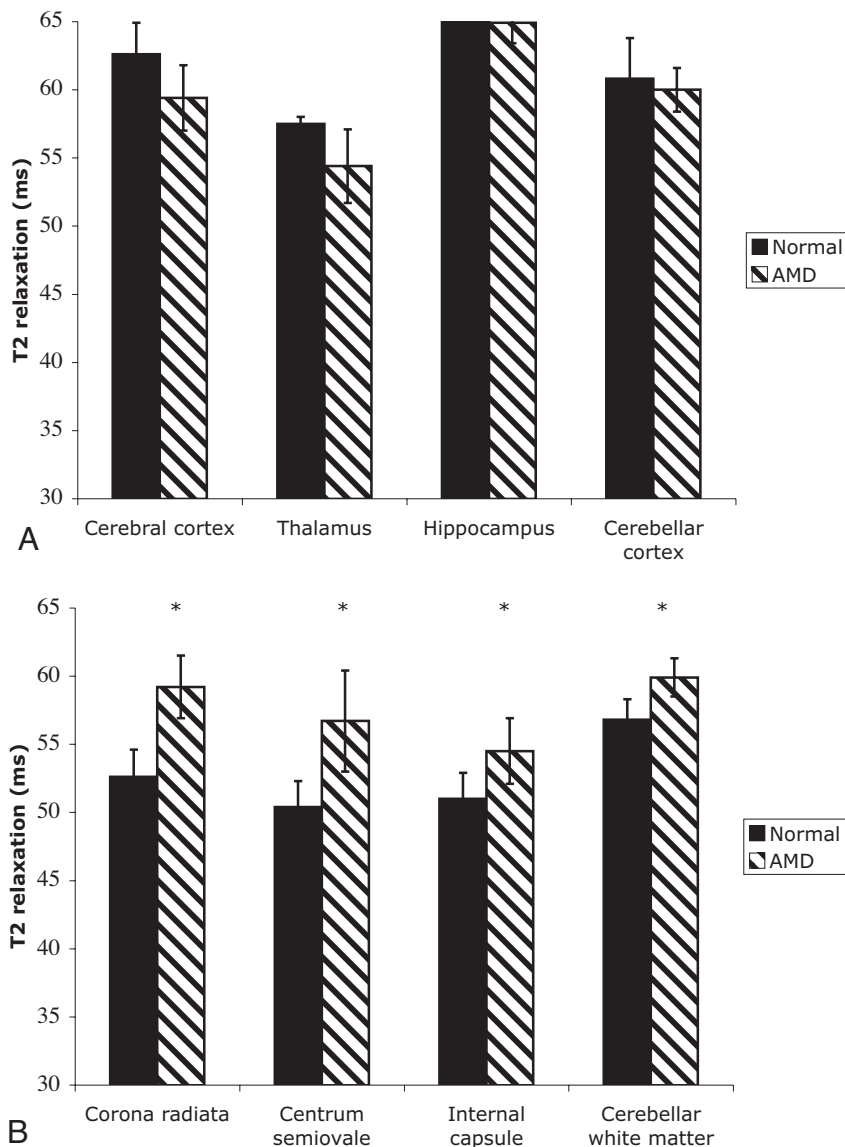 65
60
55
50
45
40
35
30
T2 relaxation (ms)
Cerebral cortex
Thalamus
Hippocampus
Cerebellar
cortex
Normal
AMD
A
65
60
55
50
45
40
35
30
T2 relaxation (ms)
*
*
*
*
Corona radiata
Centrum
semiovale
Internal
capsule
Cerebellar
white matter
Normal
AMD
B